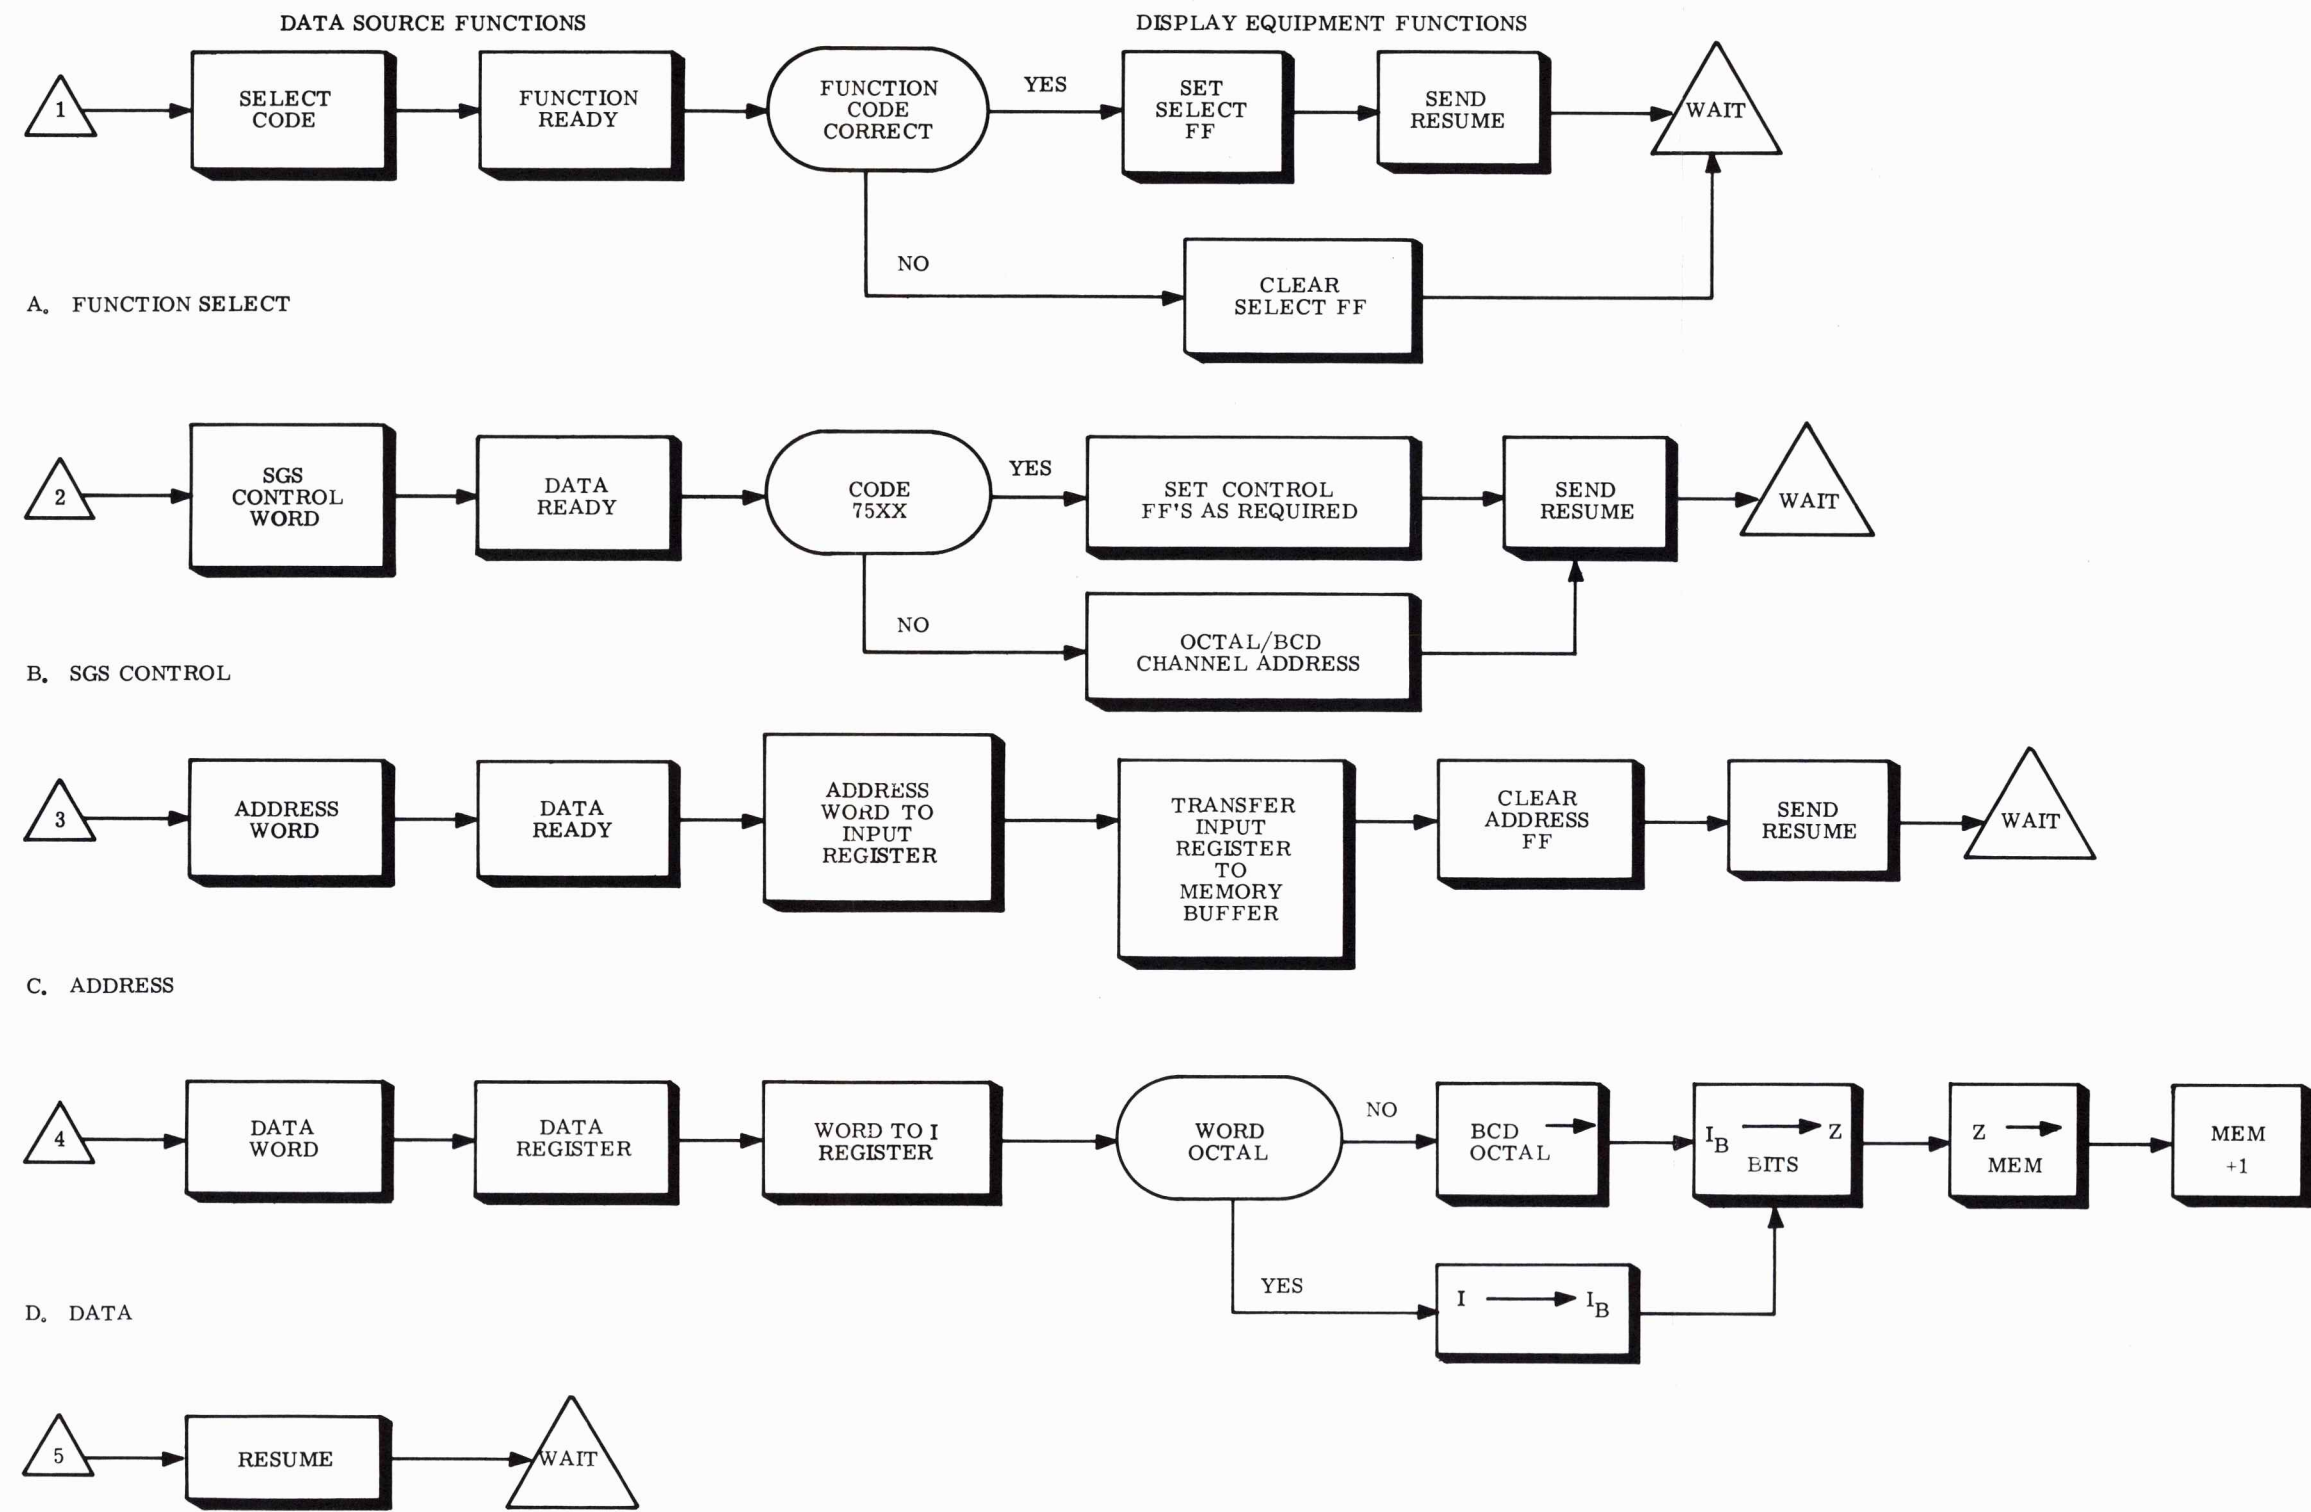 DATA SOURCE FUNCTIONS
DISPLAY EQUIPMENT FUNCTIONS
1
SELECT
CODE
FUNCTION
READY
FUNCTION
CODE
CORRECT
YES
SET
SELECT
FF
SEND
RESUME
WAIT
NO
CLEAR
SELECT FF
A. FUNCTION SELECT
2
SGS
CONTROL
WORD
DATA
READY
CODE
75XX
YES
SET CONTROL
FF'S AS REQUIRED
SEND
RESUME
WAIT
NO
OCTAL/BCD
CHANNEL ADDRESS
B. SGS CONTROL
3
ADDRESS
WORD
DATA
READY
ADDRESS
WORD TO
INPUT
REGISTER
TRANSFER
INPUT
REGISTER
TO
MEMORY
BUFFER
CLEAR
ADDRESS
FF
SEND
RESUME
WAIT
C. ADDRESS
4
DATA
WORD
DATA
REGISTER
WORD TO I
REGISTER
WORD
OCTAL
NO
BCD →
OCTAL
IB → Z
BITS
Z →
MEM
MEM
+1
YES
I → IB
D. DATA
5
RESUME
WAIT